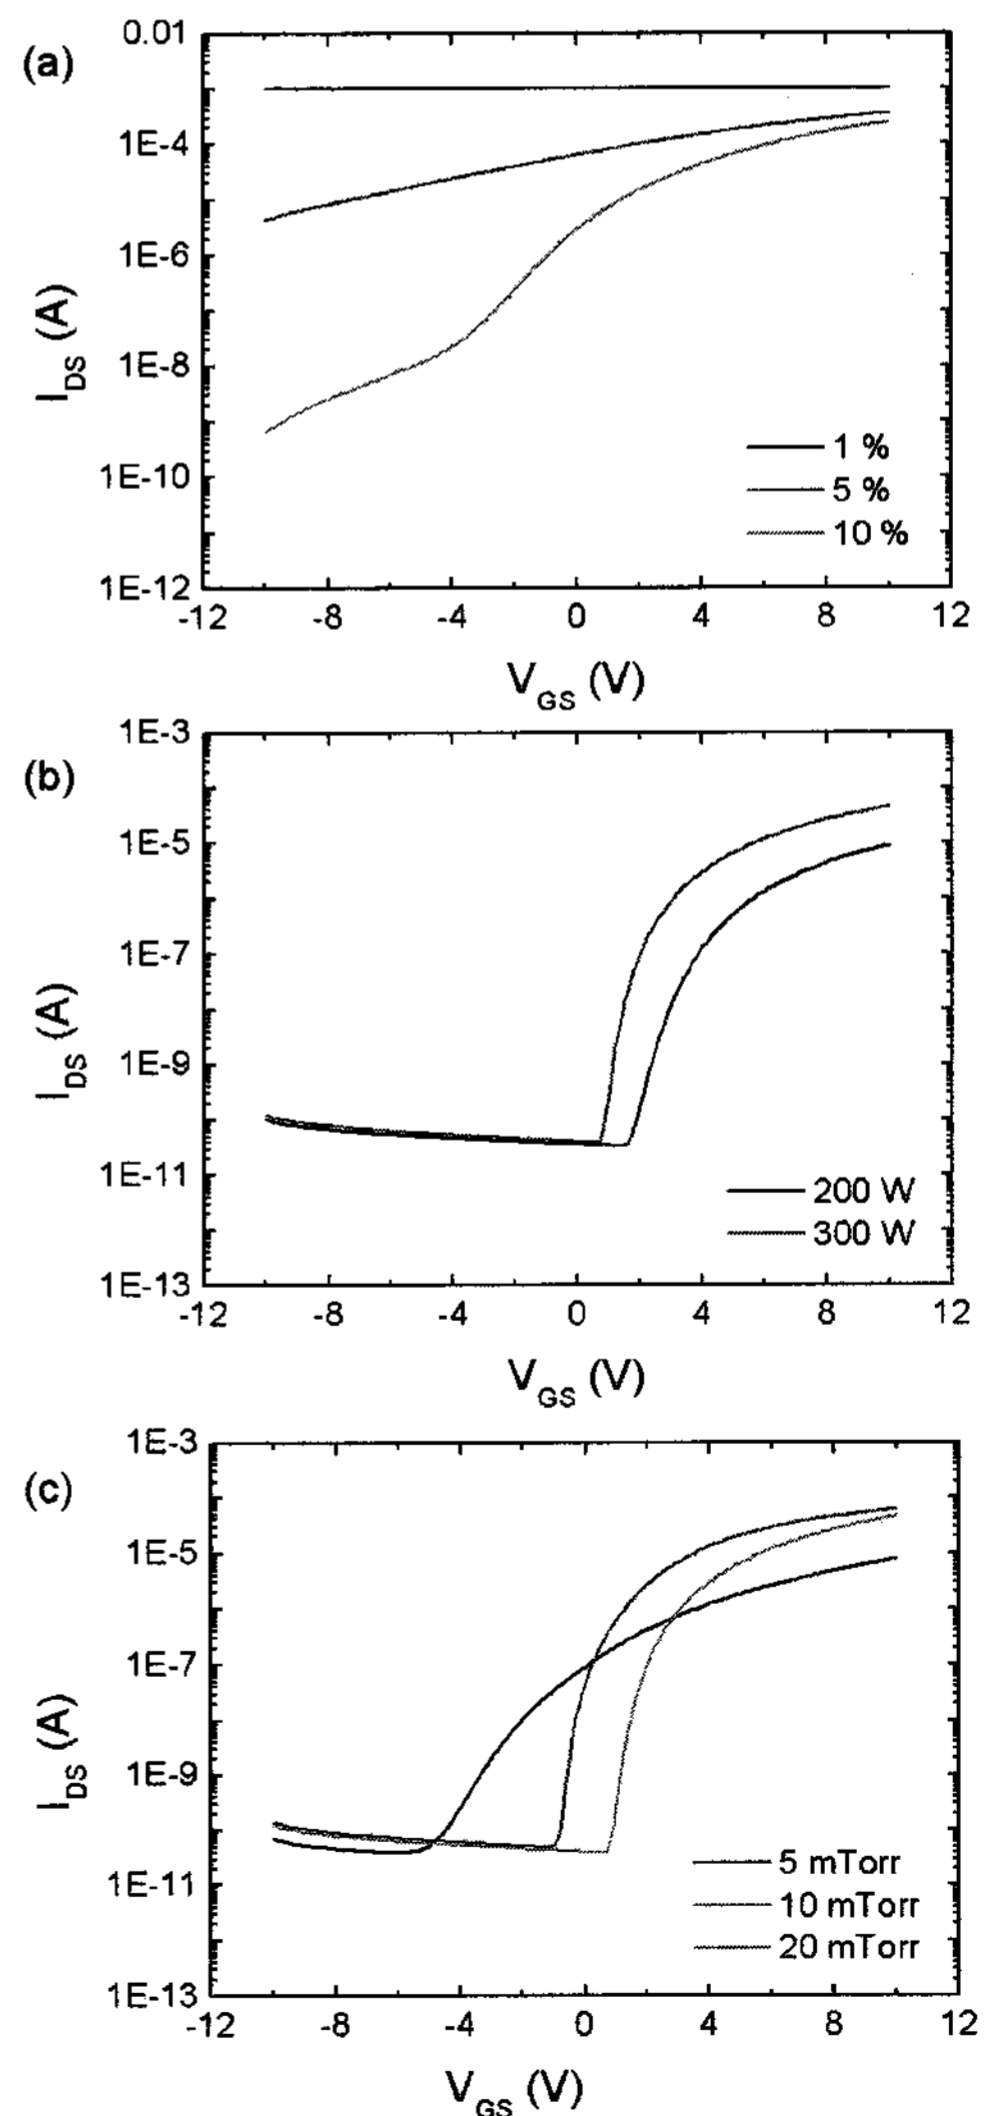 (a)
0.01
1E-4
1E-6
1E-8
1E-10
1E-12
I_DS (A)
1 %
5 %
10 %
-12 -8 -4 0 4 8 12
V_GS (V)
(b)
1E-3
1E-5
1E-7
1E-9
1E-11
1E-13
I_DS (A)
200 W
300 W
-12 -8 -4 0 4 8 12
V_GS (V)
(c)
1E-3
1E-5
1E-7
1E-9
1E-11
1E-13
I_DS (A)
5 mTorr
10 mTorr
20 mTorr
-12 -8 -4 0 4 8 12
V_GS (V)